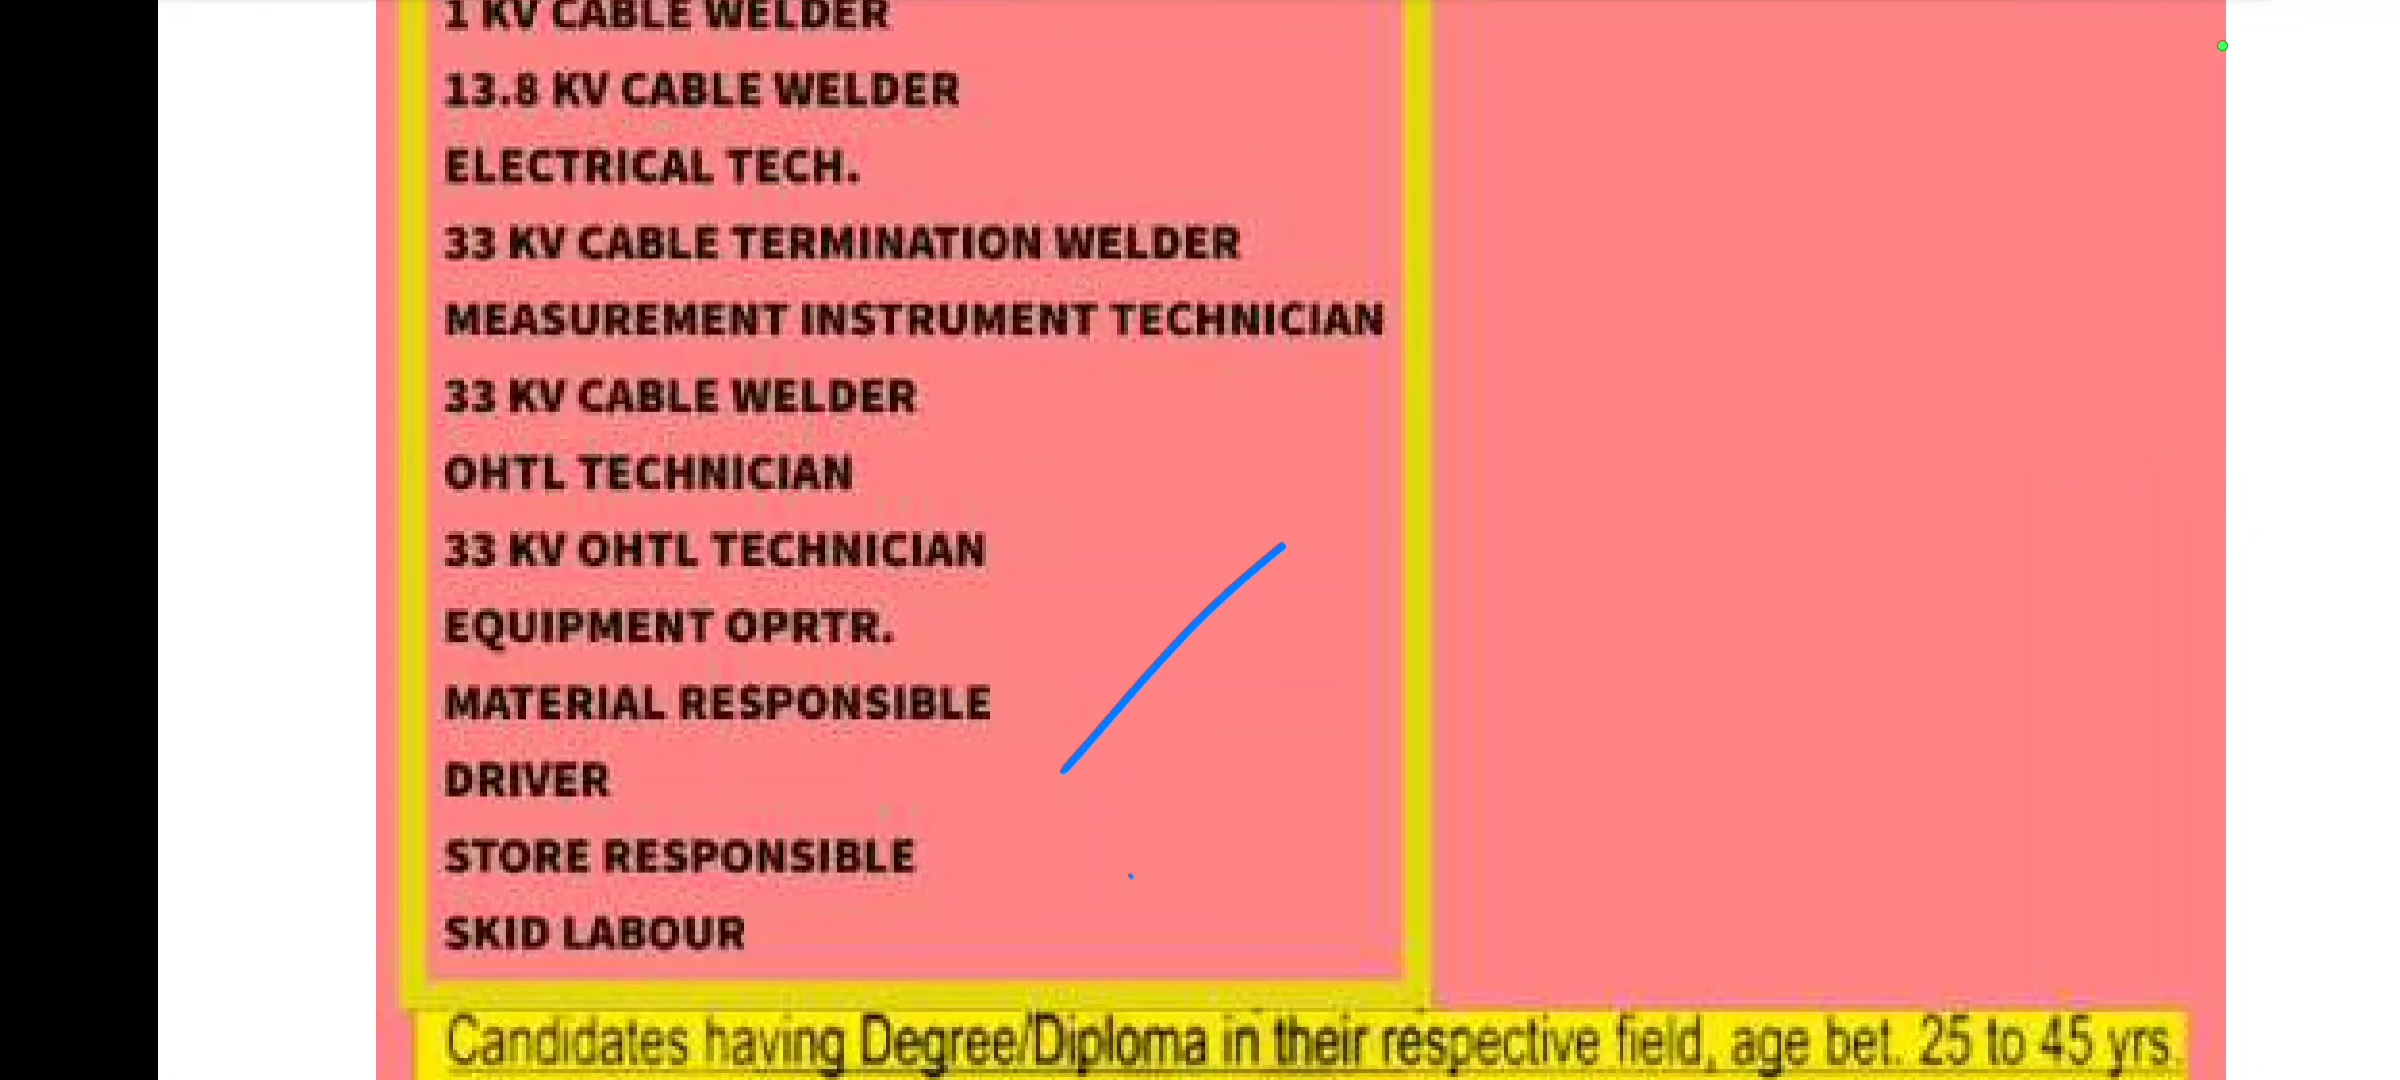 1 KV CABLE WELDER
13.8 KV CABLE WELDER
ELECTRICAL TECH.
33 KV CABLE TERMINATION WELDER
MEASUREMENT INSTRUMENT TECHNICIAN
33 KV CABLE WELDER
OHTL TECHNICIAN
33 KV OHTL TECHNICIAN
EQUIPMENT OPRTR.
MATERIAL RESPONSIBLE
DRIVER
STORE RESPONSIBLE
SKID LABOUR
Candidates having Degree/Diploma in their respective field, age bet. 25 to 45 yrs.